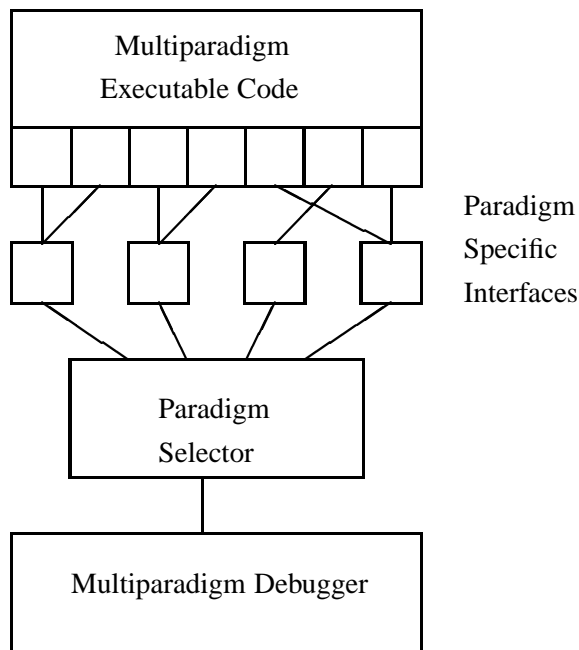 Multiparadigm
Executable Code
Paradigm
Specific
Interfaces
Paradigm
Selector
Multiparadigm Debugger